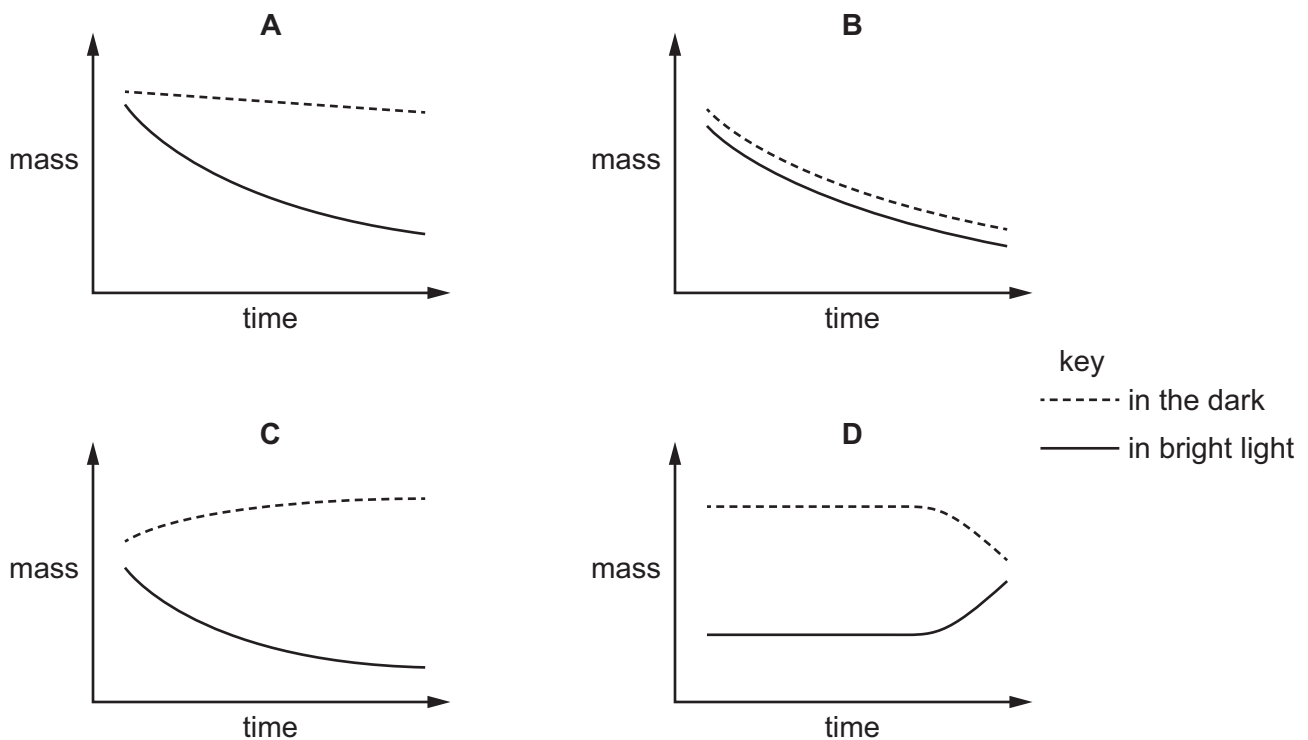 A
mass
time
B
mass
time
key
in the dark
in bright light
C
mass
time
D
mass
time